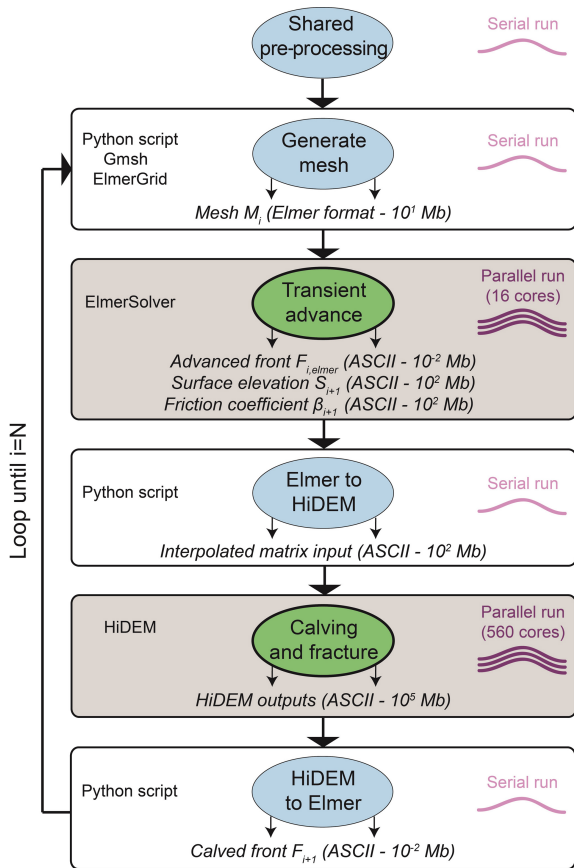 Shared
pre-processing
Serial run
Python script
Gmsh
ElmerGrid
Generate
mesh
Serial run
Mesh Mᵢ (Elmer format - 10¹ Mb)
ElmerSolver
Transient
advance
Parallel run
(16 cores)
Advanced front Fᵢ,ₑₗₘₑᵣ (ASCII - 10⁻² Mb)
Surface elevation Sᵢ₊₁ (ASCII - 10² Mb)
Friction coefficient βᵢ₊₁ (ASCII - 10² Mb)
Loop until i=N
Python script
Elmer to
HiDEM
Serial run
Interpolated matrix input (ASCII - 10² Mb)
HiDEM
Calving
and fracture
Parallel run
(560 cores)
HiDEM outputs (ASCII - 10⁵ Mb)
Python script
HiDEM
to Elmer
Serial run
Calved front Fᵢ₊₁ (ASCII - 10⁻² Mb)